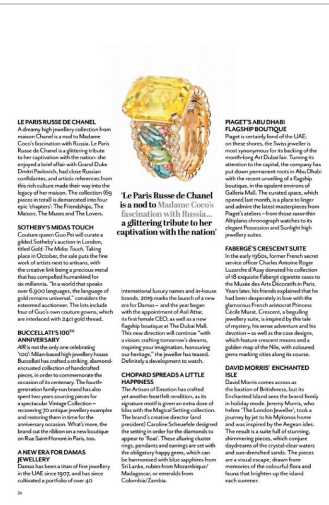 LE PARIS RUSSE DE CHANEL
A dreamy high jewellery collection from
maison Chanel is a nod to Madame
Coco's fascination with Russia. Le Paris
Russe de Chanel is a glittering tribute
to her captivation with the nation: she
enjoyed a brief affair with Grand Duke
Dmitri Pavlovich, had close Russian
confidantes, and artistic references from
this rich culture made their way into the
legacy of her maison. The collection (69
pieces in total) is demarcated into four
epic 'chapters': The Friendships, The
Maison, The Muses and The Lovers.
SOTHEBY'S MIDAS TOUCH
Couture queen Guo Pei will curate a
gilded Sotheby's auction in London,
titled Gold: The Midas Touch. Taking
place in October, the sale puts the fine
work of artists next to artisans, with
the creative link being a precious metal
that has compelled humankind for
six millennia. "In a world that speaks
over 6,900 languages, the language of
gold remains universal," considers the
esteemed auctioneer. The lots include
four of Guo's own couture gowns, which
are interlined with 24ct gold thread.
BUCCELLATI'S 100TH
ANNIVERSARY
AIR is not the only one celebrating
'100'. Milan-based high jewellery house
Buccellati has crafted a striking, diamond-
encrusted collection of handcrafted
pieces, in order to commemorate the
occasion of its centenary. The fourth-
generation family-run brand has also
spent two years sourcing pieces for
a spectacular Vintage Collection –
recovering 70 antique jewellery examples
and restoring them in time for the
anniversary occasion. What's more, the
brand cut the ribbon on a new boutique
on Rue Saint-Honoré in Paris, too.
A NEW ERA FOR DAMAS
JEWELLERY
Damas has been a titan of fine jewellery
in the UAE since 1907, and has since
cultivated a portfolio of over 40
24
'Le Paris Russe de Chanel
is a nod to Madame Coco's
fascination with Russia...
a glittering tribute to her
captivation with the nation'
international luxury names and in-house
brands. 2019 marks the launch of a new
era for Damas – and the year began
with the appointment of Asil Attar,
its first female CEO, as well as a new
flagship boutique at The Dubai Mall.
This new direction will continue "with
a vision: carving tomorrow's dreams,
inspiring your imagination, honouring
our heritage," the jeweller has teased.
Definitely a development to watch.
CHOPARD SPREADS A LITTLE
HAPPINESS
The Artisan of Emotion has crafted
yet another heartfelt rendition, as its
signature motif is given an extra dose of
bliss with the Magical Setting collection.
The brand's creative director (and
president) Caroline Scheufele designed
the setting in order for the diamonds to
appear to 'float'. These alluring cluster
rings, pendants and earrings are set with
the obligatory happy gems, which can
be harmonised with blue sapphires from
Sri Lanka, rubies from Mozambique/
Madagascar, or emeralds from
Colombia/Zambia.
PIAGET'S ABU DHABI
FLAGSHIP BOUTIQUE
Piaget is certainly fond of the UAE;
on these shores, the Swiss jeweller is
most synonymous for its backing of the
month-long Art Dubai fair. Turning its
attention to the capital, the company has
put down permanent roots in Abu Dhabi
with the recent unveiling of a flagship
boutique, in the opulent environs of
Galleria Mall. The curated space, which
opened last month, is a place to linger
and admire the latest masterpieces from
Piaget's ateliers – from those razor-thin
Altiplano chronograph watches to its
elegant Possession and Sunlight high
jewellery suites.
FABERGÉ'S CRESCENT SUITE
In the early 1960s, former French secret
service officer Charles Antoine Roger
Luzarche d'Azay donated his collection
of 116 exquisite Fabergé cigarette cases to
the Musée des Arts Décoratifs in Paris.
Years later, his friends explained that he
had been desperately in love with the
glamorous French aristocrat Princess
Cécile Murat. Crescent, a beguiling
jewellery suite, is inspired by this tale
of mystery, his sense adventure and his
devotion – as well as the case designs,
which feature crescent moons and a
golden map of the Nile, with coloured
gems marking cities along its course.
DAVID MORRIS' ENCHANTED
ISLE
David Morris comes across as
the bastion of Britishness, but its
Enchanted Island sees the brand firmly
in holiday mode. Jeremy Morris, who
helms 'The London Jeweller', took a
journey by jet to his Mykonos home
and was inspired by the Aegean isles.
The result is a suite full of stunning,
shimmering pieces, which conjure
daydreams of the crystal-clear waters
and sun-drenched sands. The pieces
are a visual escape, drawn from
memories of the colourful flora and
fauna that brighten up the island
each summer.